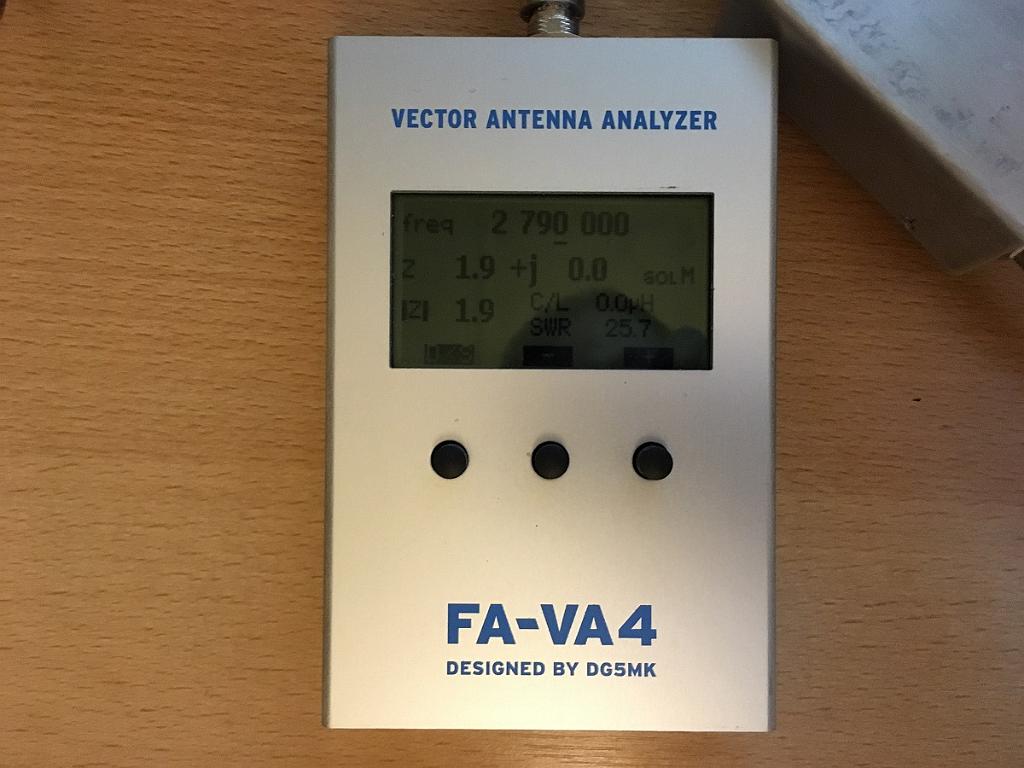 VECTOR ANTENNA ANALYZER
freq 2 790 000
Z 1.9 +j 0.0 SOLM
|Z| 1.9 C/L 0.0µH
SWR 25.7
- +
FA-VA4
DESIGNED BY DG5MK